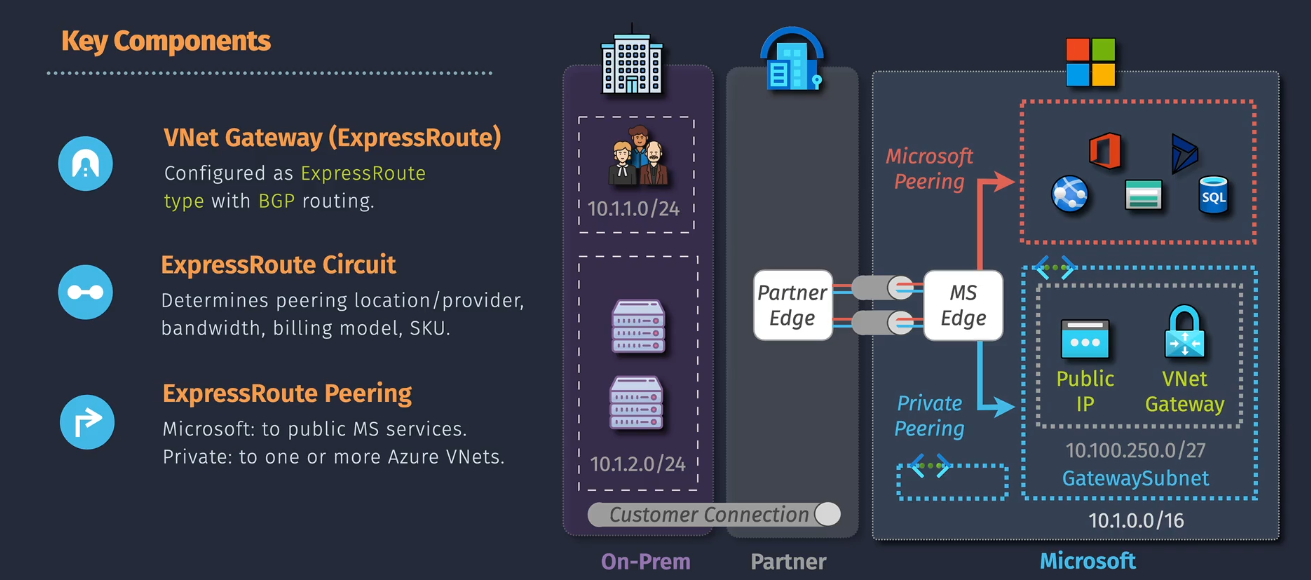 Key Components
VNet Gateway (ExpressRoute)
Configured as ExpressRoute
type with BGP routing.
ExpressRoute Circuit
Determines peering location/provider,
bandwidth, billing model, SKU.
ExpressRoute Peering
Microsoft: to public MS services.
Private: to one or more Azure VNets.
10.1.1.0/24
10.1.2.0/24
Customer Connection
On-Prem
Partner
Edge
Partner
MS
Edge
Microsoft
Peering
SQL
Private
Peering
Public
IP
VNet
Gateway
10.100.250.0/27
GatewaySubnet
10.1.0.0/16
Microsoft